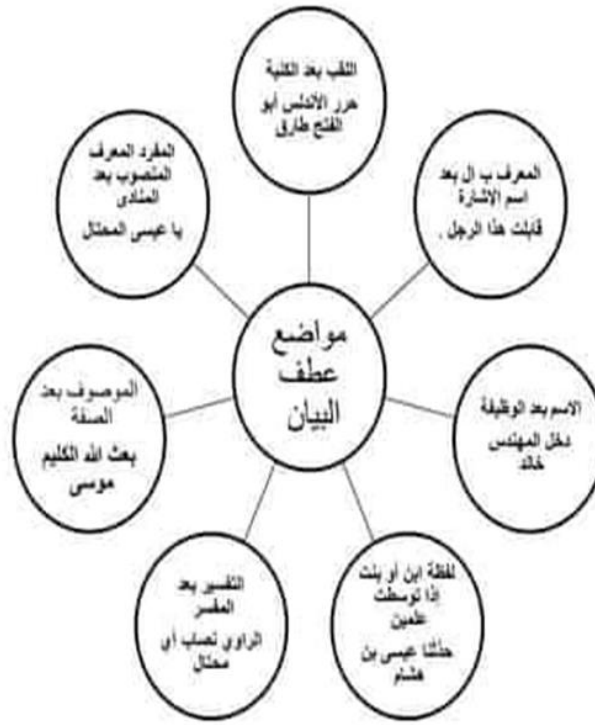 مواضع
عطف
البيان
اللقب بعد الكنية
حرر الأندلس أبو
الفتح طارق
المعرف ب ال بعد
اسم الإشارة
قابلت هذا الرجل .
الاسم بعد الوظيفة
دخل المهندس
خالد
لفظة ابن أو بنت
إذا توسطت
علمين
حدثنا عيسى بن
هشام
التفسير بعد
المفسر
الراوي نصاب أي
محتال
الموصوف بعد
الصفة
بعث الله الكليم
موسى
المفرد المعرف
المنصوب بعد
المنادى
يا عيسى المحتال